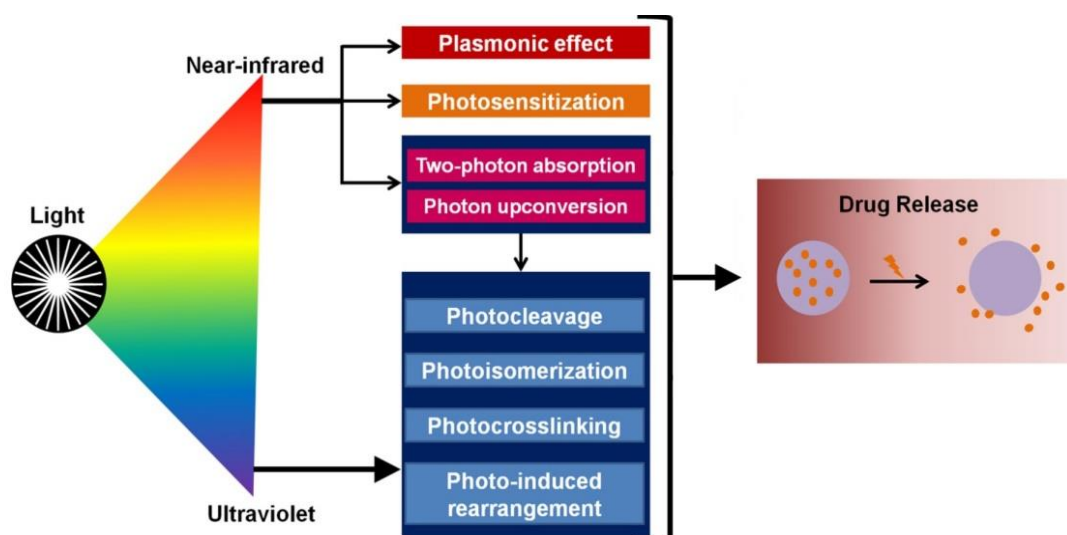 Near-infrared
Light
Ultraviolet
Plasmonic effect
Photosensitization
Two-photon absorption
Photon upconversion
Photocleavage
Photoisomerization
Photocrosslinking
Photo-induced
rearrangement
Drug Release